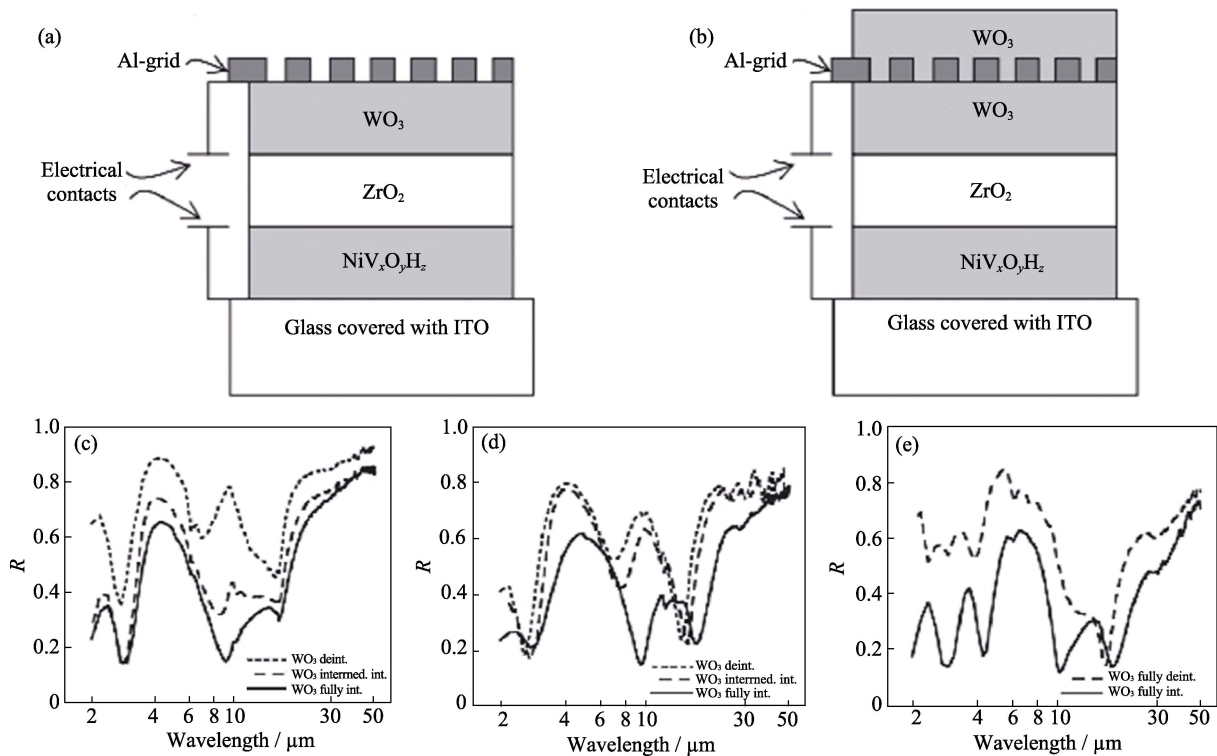 (a)
Al-grid
WO₃
Electrical
contacts
ZrO₂
NiVₓOᵧH_z
Glass covered with ITO
(b)
WO₃
Al-grid
WO₃
Electrical
contacts
ZrO₂
NiVₓOᵧH_z
Glass covered with ITO
(c)
1.0
0.8
0.6
0.4
0.2
0
R
WO₃ deint.
WO₃ intermed. int.
WO₃ fully int.
2 4 6 8 10 30 50
Wavelength / µm
(d)
1.0
0.8
0.6
0.4
0.2
0
R
WO₃ deint.
WO₃ intermed. int.
WO₃ fully int.
2 4 6 8 10 30 50
Wavelength / µm
(e)
1.0
0.8
0.6
0.4
0.2
0
R
WO₃ fully deint.
WO₃ fully int.
2 4 6 8 10 30 50
Wavelength / µm